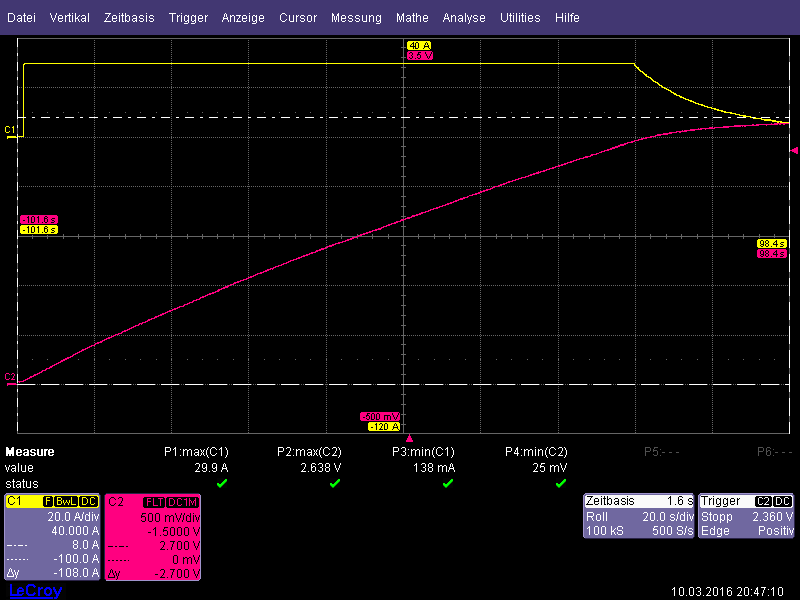 Datei Vertikal Zeitbasis Trigger Anzeige Cursor Messung Mathe Analyse Utilities Hilfe
40 A
3.5 V
C1
-101.6 s
-101.6 s
98.4 s
98.4 s
C2
-500 mV
-120 A
Measure P1:max(C1) P2:max(C2) P3:min(C1) P4:min(C2) P5:--- P6:---
value 29.9 A 2.638 V 138 mA 25 mV
status
C1 F BwL DC
20.0 A/div
40.000 A
8.0 A
-100.0 A
Δy -108.0 A
C2 FLT DC1M
500 mV/div
-1.5000 V
2.700 V
0 mV
Δy -2.700 V
Zeitbasis 1.6 s
Roll 20.0 s/div
100 kS 500 S/s
Trigger C2 DC
Stopp 2.360 V
Edge Positiv
LeCroy
10.03.2016 20:47:10